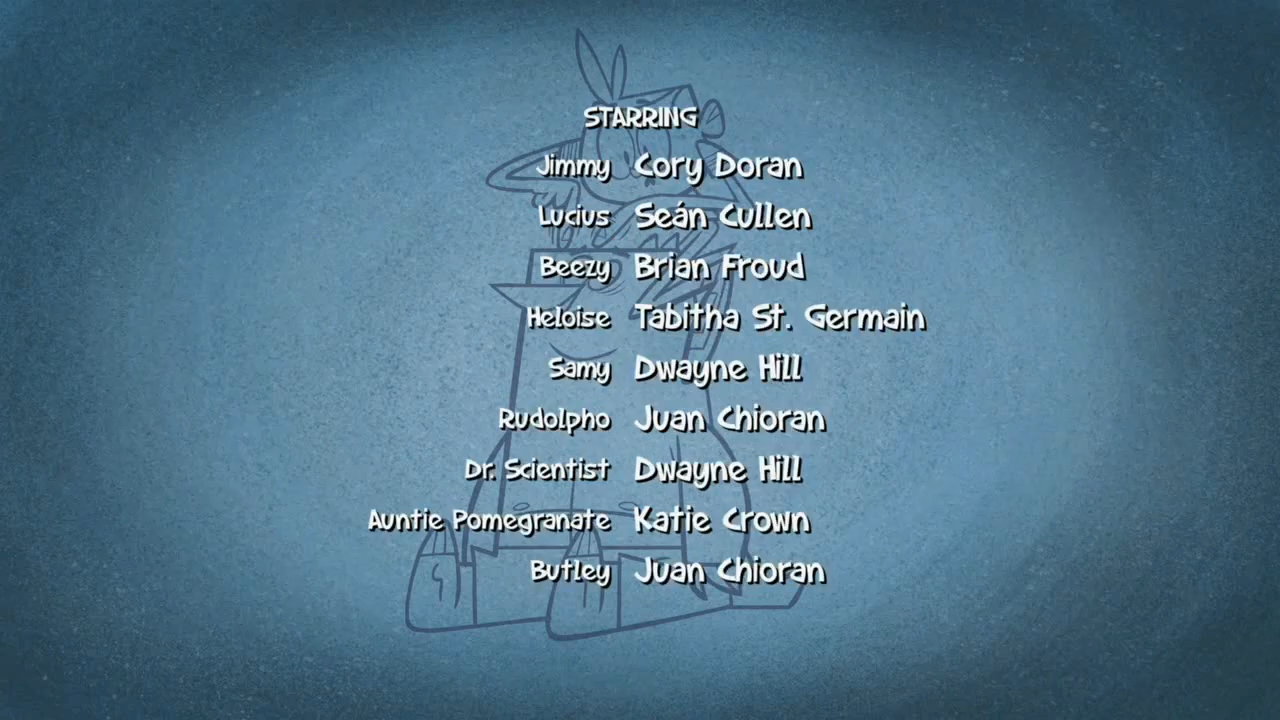 STARRING
Jimmy Cory Doran
Lucius Seán Cullen
Beezy Brian Froud
Heloise Tabitha St. Germain
Samy Dwayne Hill
Rudolpho Juan Chioran
Dr. Scientist Dwayne Hill
Auntie Pomegranate Katie Crown
Butley Juan Chioran